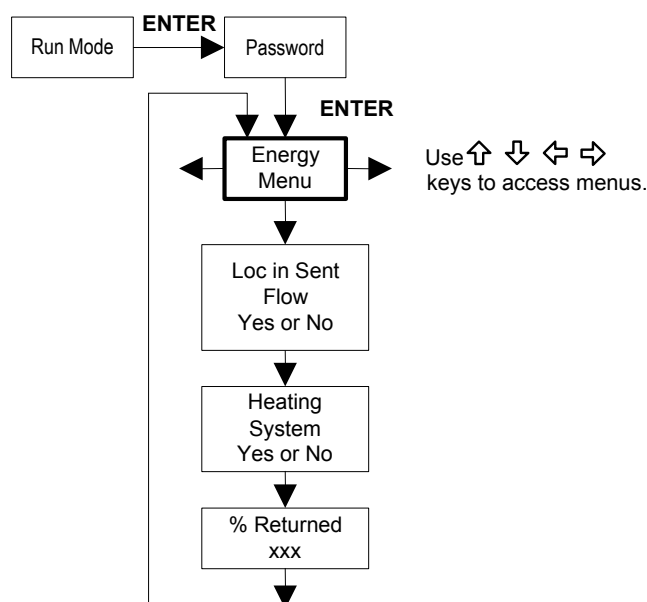 ENTER
Run Mode
Password
ENTER
Energy
Menu
Use
keys to access menus.
Loc in Sent
Flow
Yes or No
Heating
System
Yes or No
% Returned
xxx